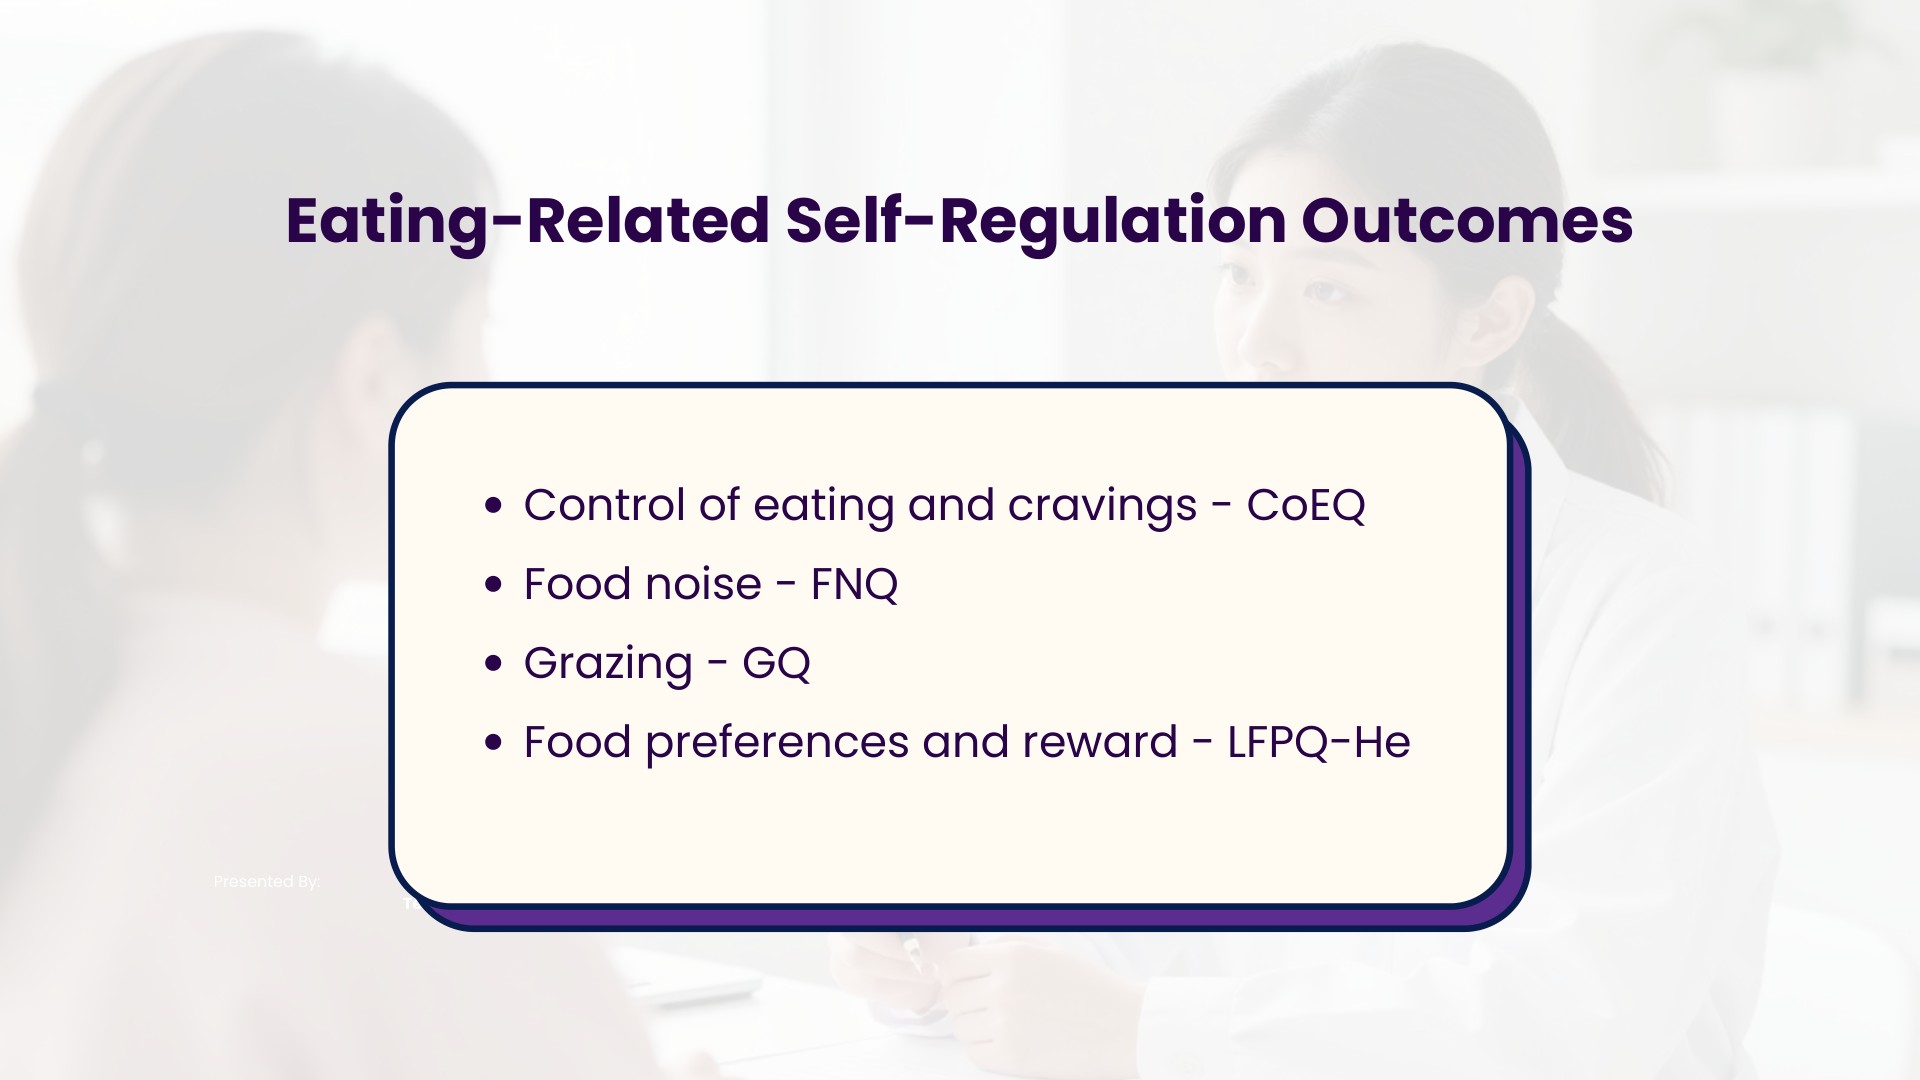 Eating-Related Self-Regulation Outcomes
• Control of eating and cravings - CoEQ
• Food noise - FNQ
• Grazing - GQ
• Food preferences and reward - LFPQ-He
Presented By: